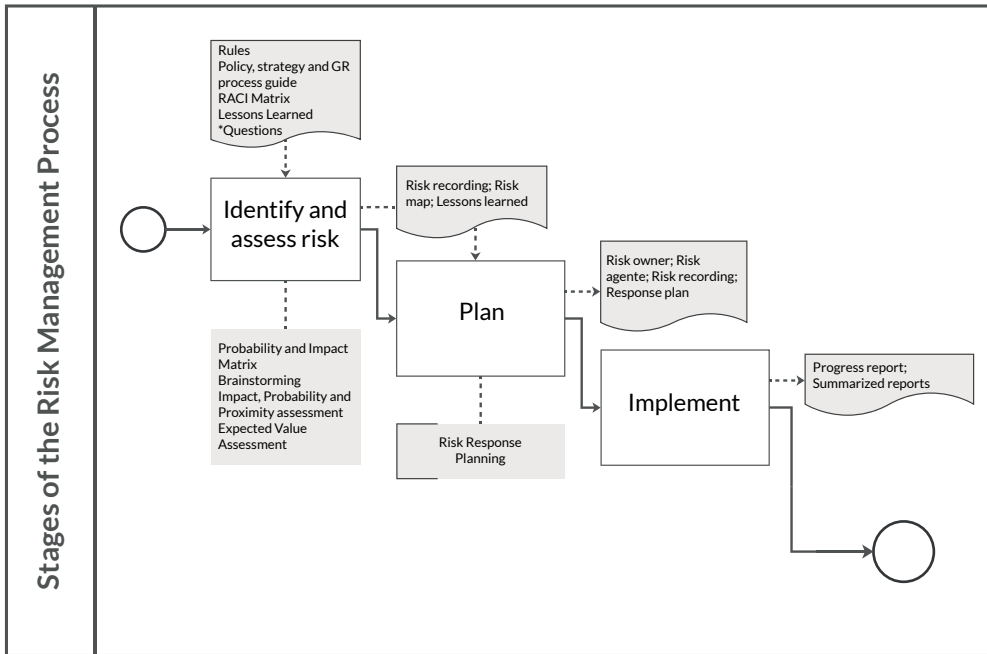 Stages of the Risk Management Process
Rules
Policy, strategy and GR
process guide
RACI Matrix
Lessons Learned
*Questions
Identify and
assess risk
Risk recording; Risk
map; Lessons learned
Probability and Impact
Matrix
Brainstorming
Impact, Probability and
Proximity assessment
Expected Value
Assessment
Plan
Risk owner; Risk
agente; Risk recording;
Response plan
Risk Response
Planning
Implement
Progress report;
Summarized reports